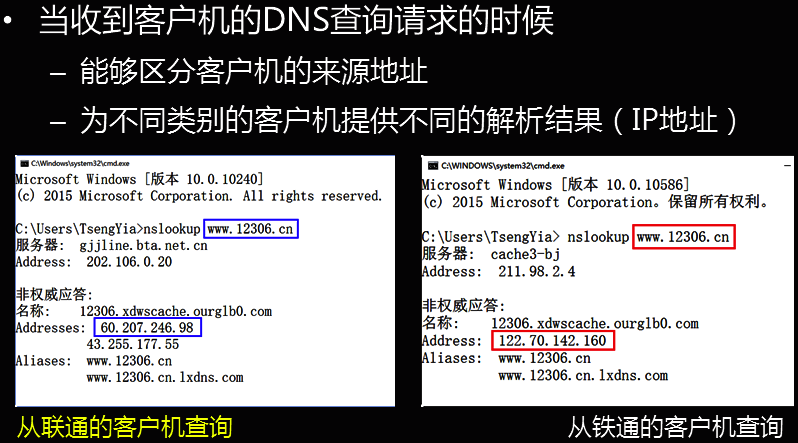 • 当收到客户机的DNS查询请求的时候
– 能够区分客户机的来源地址
– 为不同类别的客户机提供不同的解析结果（IP地址）
C:\Windows\system32\cmd.exe
Microsoft Windows [版本 10.0.10240]
(c) 2015 Microsoft Corporation. All rights reserved.
C:\Users\TsengYia>nslookup www.12306.cn
服务器: gjjline.bta.net.cn
Address: 202.106.0.20
非权威应答:
名称: 12306.xdwscache.ourglb0.com
Addresses: 60.207.246.98
43.255.177.55
Aliases: www.12306.cn
www.12306.cn.lxdns.com
从联通的客户机查询
C:\WINDOWS\system32\cmd.exe
Microsoft Windows [版本 10.0.10586]
(c) 2015 Microsoft Corporation。保留所有权利。
C:\Users\TsengYia> nslookup www.12306.cn
服务器: cache3-bj
Address: 211.98.2.4
非权威应答:
名称: 12306.xdwscache.ourglb0.com
Address: 122.70.142.160
Aliases: www.12306.cn
www.12306.cn.lxdns.com
从铁通的客户机查询